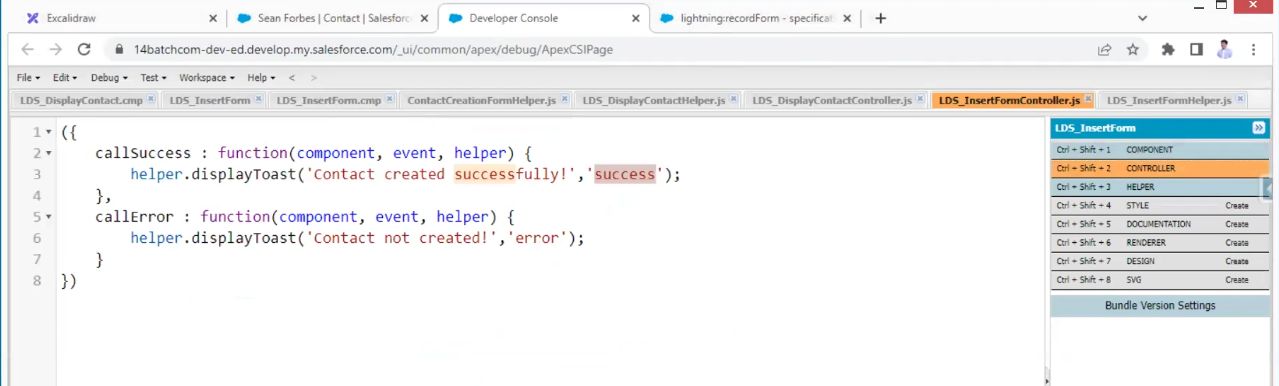 Excalidraw
Sean Forbes | Contact | Salesforc
Developer Console
lightning:recordForm - specificati
14batchcom-dev-ed.develop.my.salesforce.com/_ui/common/apex/debug/ApexCSIPage
File Edit Debug Test Workspace Help < >
LDS_DisplayContact.cmp LDS_InsertForm LDS_InsertForm.cmp ContactCreationFormHelper.js LDS_DisplayContactHelper.js LDS_DisplayContactController.js LDS_InsertFormController.js LDS_InsertFormHelper.js
1 ({
2 callSuccess : function(component, event, helper) {
3 helper.displayToast('Contact created successfully!','success');
4 },
5 callError : function(component, event, helper) {
6 helper.displayToast('Contact not created!','error');
7 }
8 })
LDS_InsertForm
Ctrl + Shift + 1 COMPONENT
Ctrl + Shift + 2 CONTROLLER
Ctrl + Shift + 3 HELPER
Ctrl + Shift + 4 STYLE Create
Ctrl + Shift + 5 DOCUMENTATION Create
Ctrl + Shift + 6 RENDERER Create
Ctrl + Shift + 7 DESIGN Create
Ctrl + Shift + 8 SVG Create
Bundle Version Settings